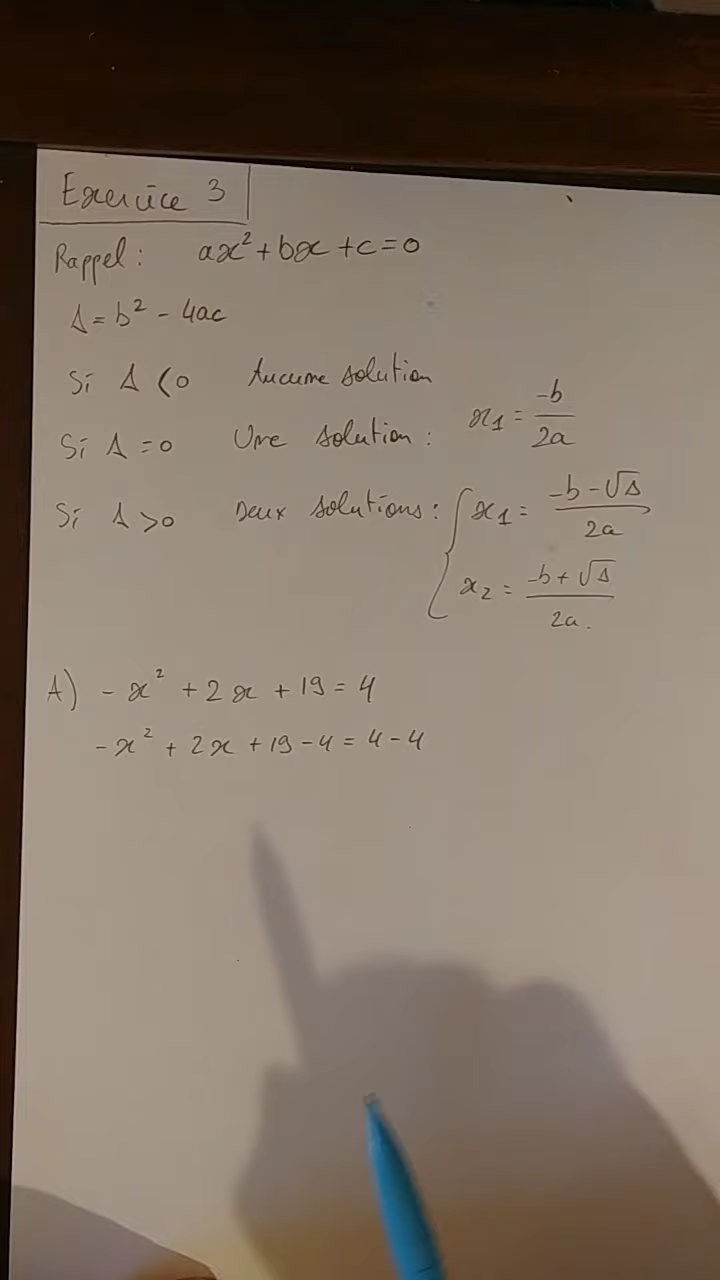 Exercice 3
Rappel : ax² + bx + c = 0
Δ = b² - 4ac
Si Δ < 0 Aucune solution
Si Δ = 0 Une solution : x₁ = -b / 2a
Si Δ > 0 Deux solutions : { x₁ = -b - √Δ / 2a
x₂ = -b + √Δ / 2a .
A) - x² + 2x + 19 = 4
- x² + 2x + 19 - 4 = 4 - 4